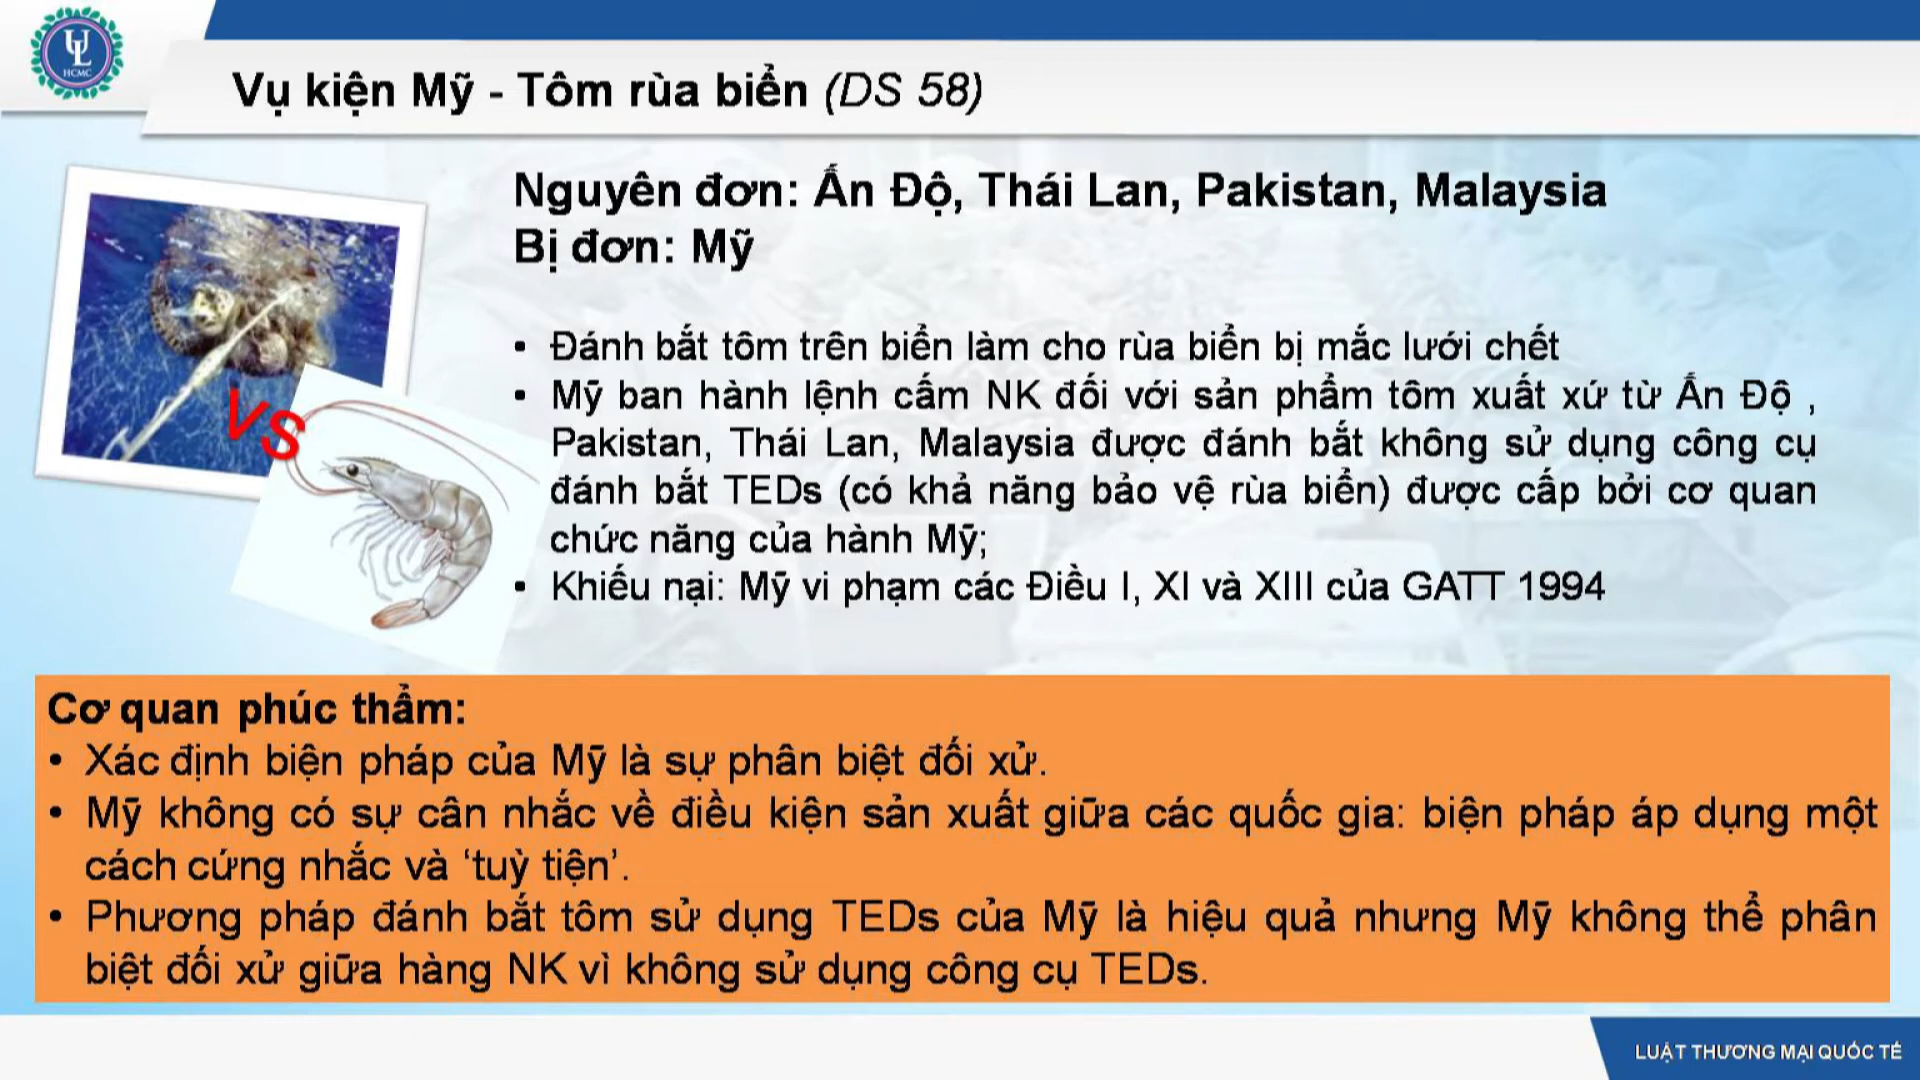 UL
HCMC
Vụ kiện Mỹ - Tôm rùa biển (DS 58)
Nguyên đơn: Ấn Độ, Thái Lan, Pakistan, Malaysia
Bị đơn: Mỹ
• Đánh bắt tôm trên biển làm cho rùa biển bị mắc lưới chết
• Mỹ ban hành lệnh cấm NK đối với sản phẩm tôm xuất xứ từ Ấn Độ ,
Pakistan, Thái Lan, Malaysia được đánh bắt không sử dụng công cụ
đánh bắt TEDs (có khả năng bảo vệ rùa biển) được cấp bởi cơ quan
chức năng của hành Mỹ;
• Khiếu nại: Mỹ vi phạm các Điều I, XI và XIII của GATT 1994
VS
Cơ quan phúc thẩm:
• Xác định biện pháp của Mỹ là sự phân biệt đối xử.
• Mỹ không có sự cân nhắc về điều kiện sản xuất giữa các quốc gia: biện pháp áp dụng một
cách cứng nhắc và ‘tuỳ tiện’.
• Phương pháp đánh bắt tôm sử dụng TEDs của Mỹ là hiệu quả nhưng Mỹ không thể phân
biệt đối xử giữa hàng NK vì không sử dụng công cụ TEDs.
LUẬT THƯƠNG MẠI QUỐC TẾ